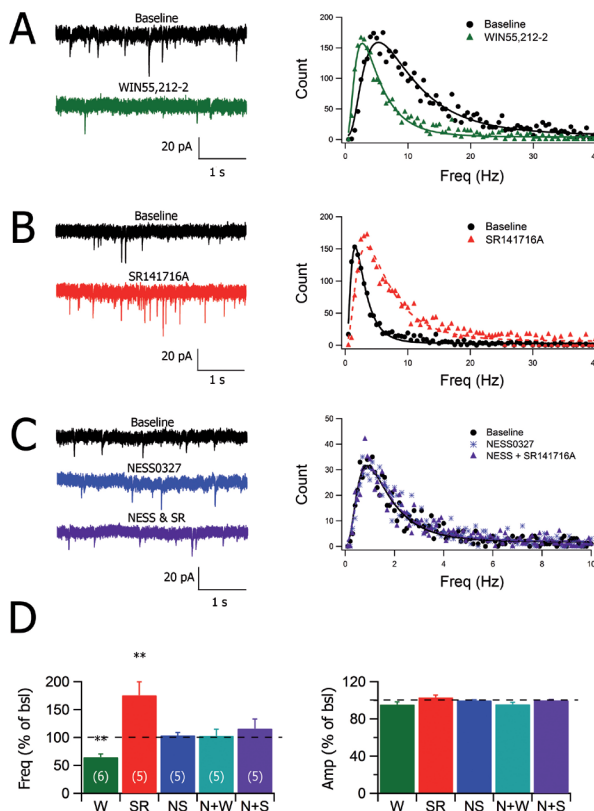 A
Baseline
WIN55,212-2
20 pA
1 s
Count
200
150
100
50
0
Baseline
WIN55,212-2
0 10 20 30 40
Freq (Hz)
B
Baseline
SR141716A
20 pA
1 s
Count
200
150
100
50
0
Baseline
SR141716A
0 10 20 30 40
Freq (Hz)
C
Baseline
NESS0327
NESS & SR
20 pA
1 s
Count
50
40
30
20
10
0
Baseline
NESS0327
NESS + SR141716A
0 2 4 6 8 10
Freq (Hz)
D
Freq (% of bsl)
200
150
100
50
0
**
**
(6) (5) (5) (5) (5)
W SR NS N+W N+S
Amp (% of bsl)
120
80
40
0
W SR NS N+W N+S